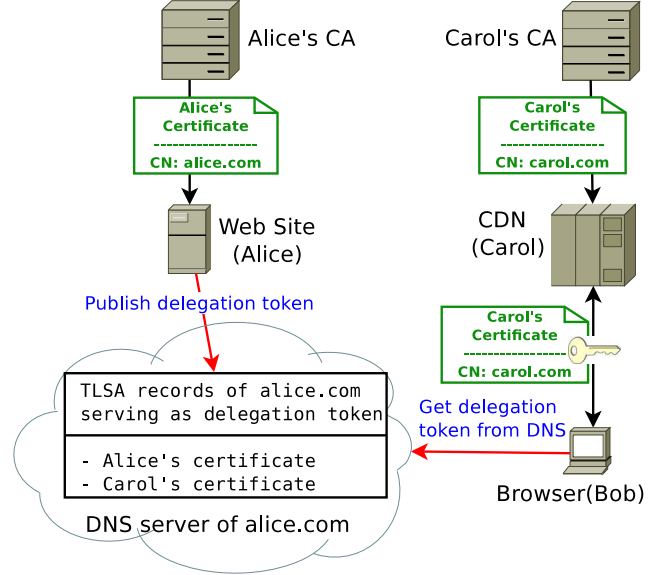 Alice's CA
Carol's CA
Alice's
Certificate
------------------
CN: alice.com
Carol's
Certificate
------------------
CN: carol.com
Web Site
(Alice)
CDN
(Carol)
Publish delegation token
Carol's
Certificate
------------------
CN: carol.com
TLSA records of alice.com
serving as delegation token
- Alice's certificate
- Carol's certificate
DNS server of alice.com
Get delegation
token from DNS
Browser(Bob)